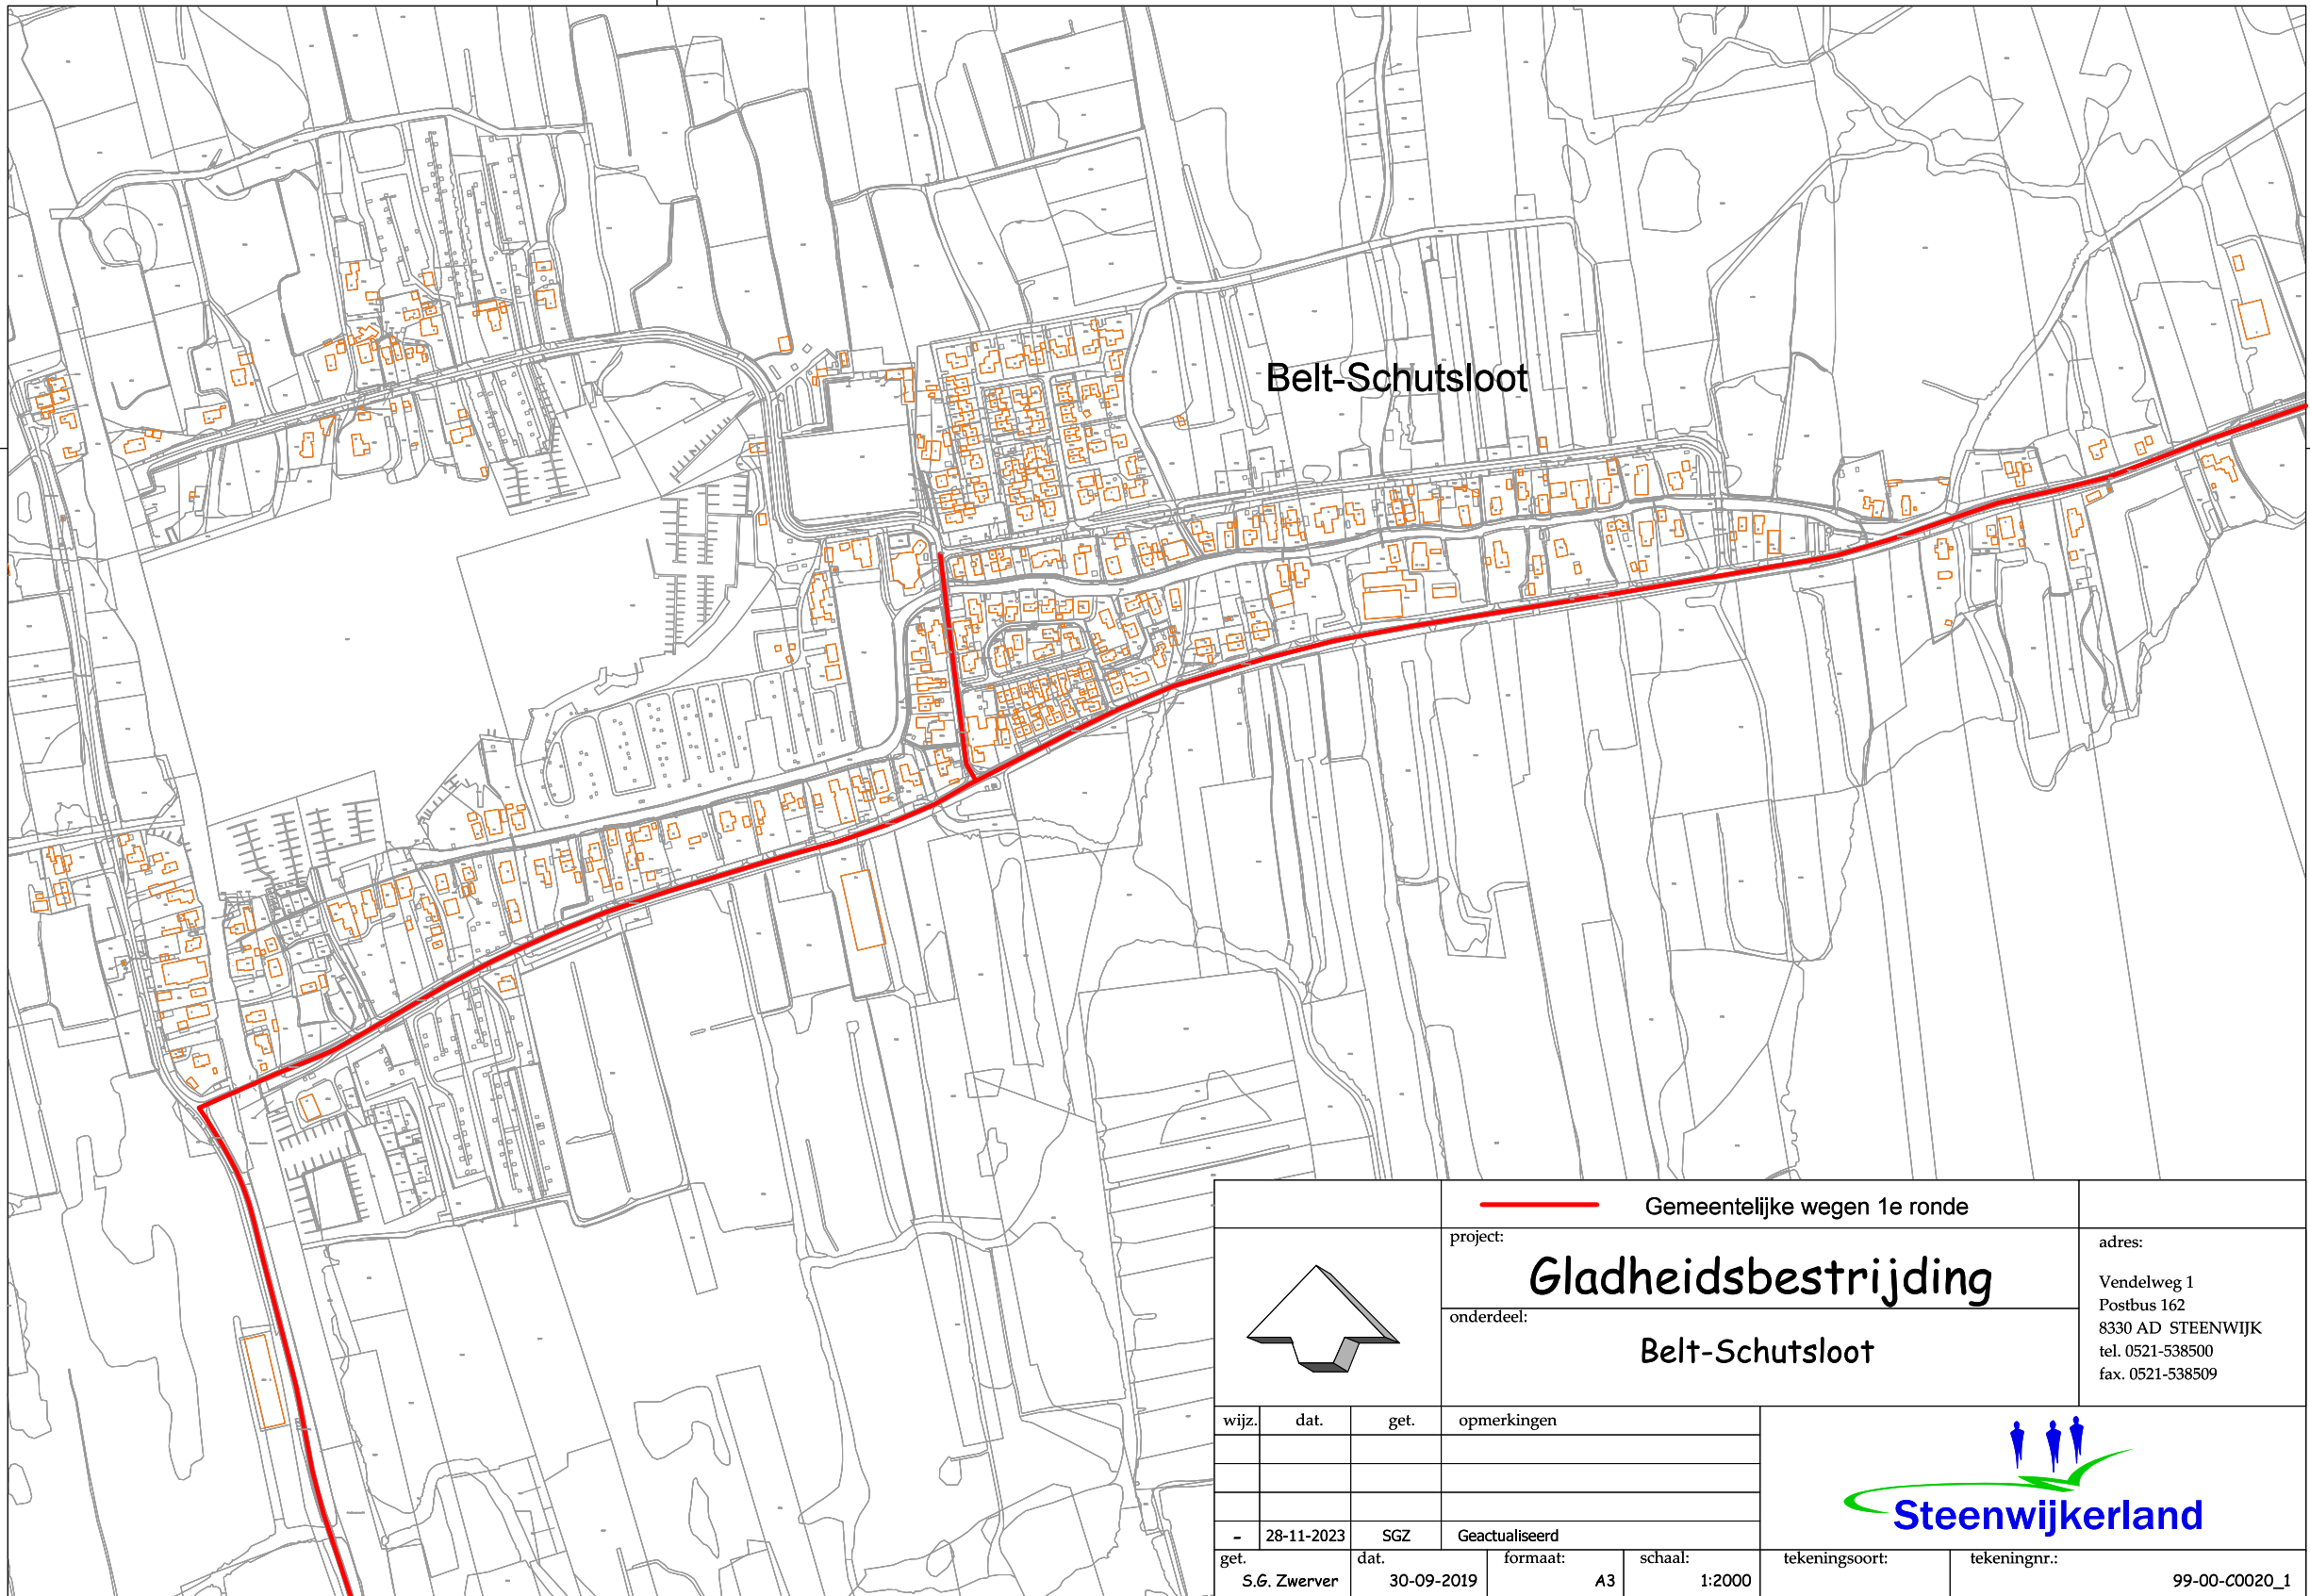 Belt-Schutsloot
Gemeentelijke wegen 1e ronde
project:
Gladheidsbestrijding
onderdeel:
Belt-Schutsloot
adres:
Vendelweg 1
Postbus 162
8330 AD STEENWIJK
tel. 0521-538500
fax. 0521-538509
wijz. dat. get. opmerkingen
- 28-11-2023 SGZ Geactualiseerd
Steenwijkerland
get. dat. formaat: schaal: tekeningsoort: tekeningnr.:
S.G. Zwerver 30-09-2019 A3 1:2000 99-00-C0020_1